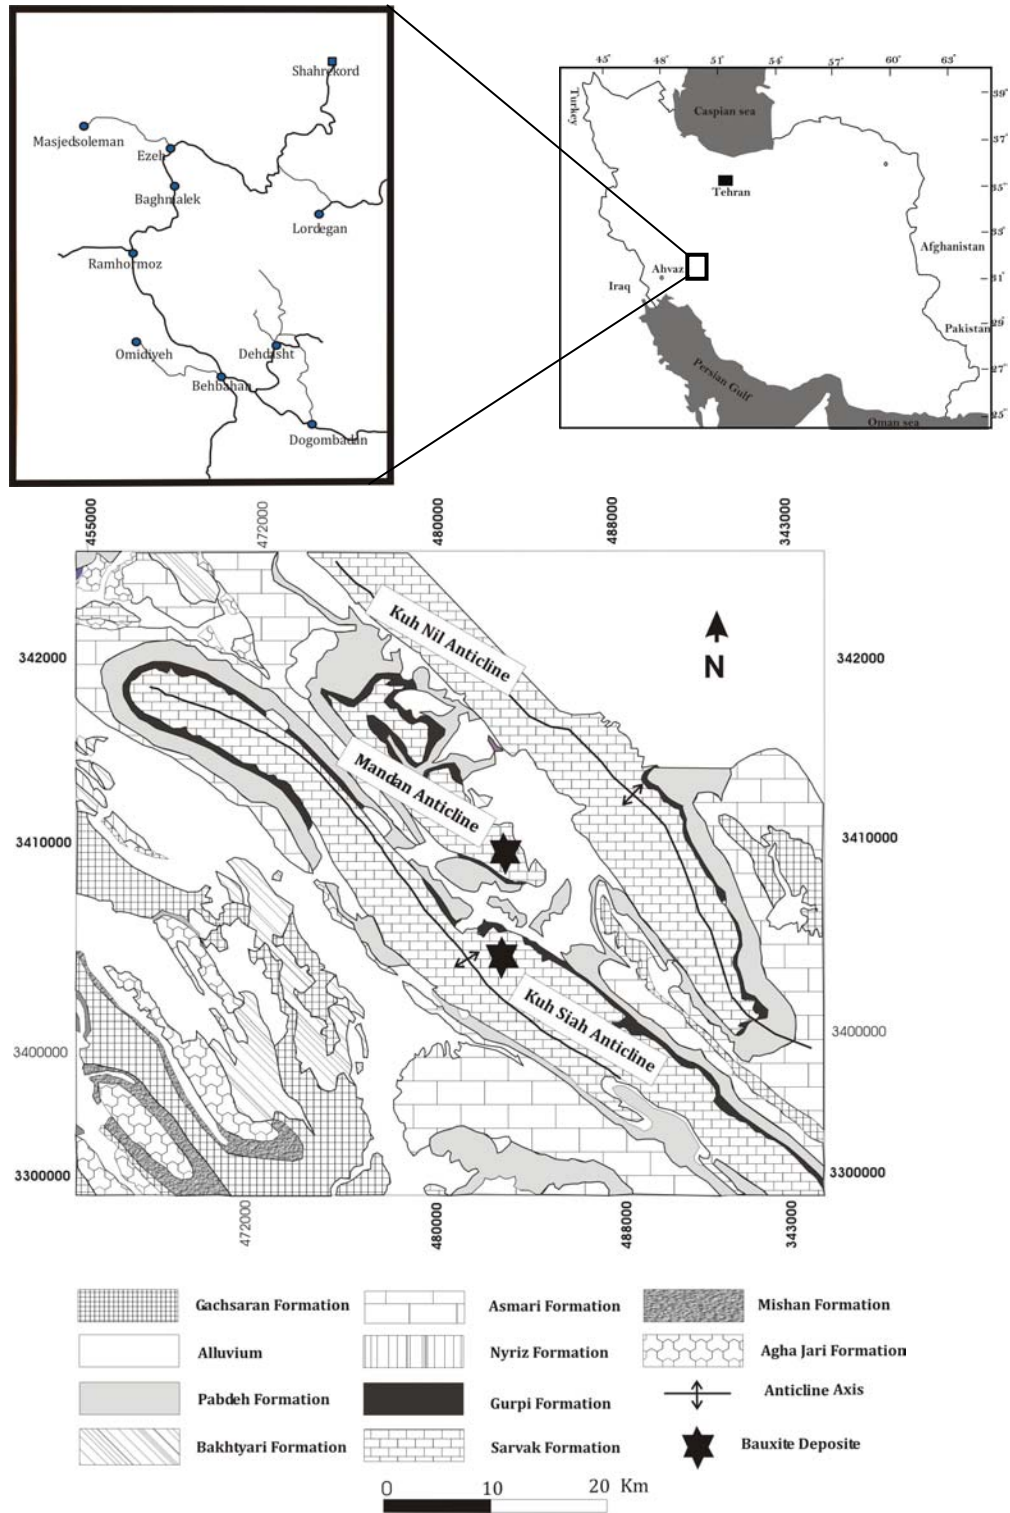 Shahrekord
Masjedsoleman
Ezeh
Baghmalek
Lordegan
Ramhormoz
Omidiyeh
Dehdasht
Behbahan
Dogombadan
45°
48°
51°
54°
57°
60°
63°
39°
37°
35°
33°
31°
29°
27°
25°
Turkey
Caspian sea
Tehran
Afghanistan
Ahvaz
Iraq
Pakistan
Persian Gulf
Oman sea
455000
472000
480000
488000
343000
342000
342000
3410000
3410000
3400000
3400000
3300000
3300000
Kuh Nil Anticline
Mandan Anticline
Kuh Siah Anticline
N
472000
480000
488000
343000
Gachsaran Formation
Asmari Formation
Mishan Formation
Alluvium
Nyriz Formation
Agha Jari Formation
Pabdeh Formation
Gurpi Formation
Anticline Axis
Bakhtyari Formation
Sarvak Formation
Bauxite Deposite
0 10 20 Km